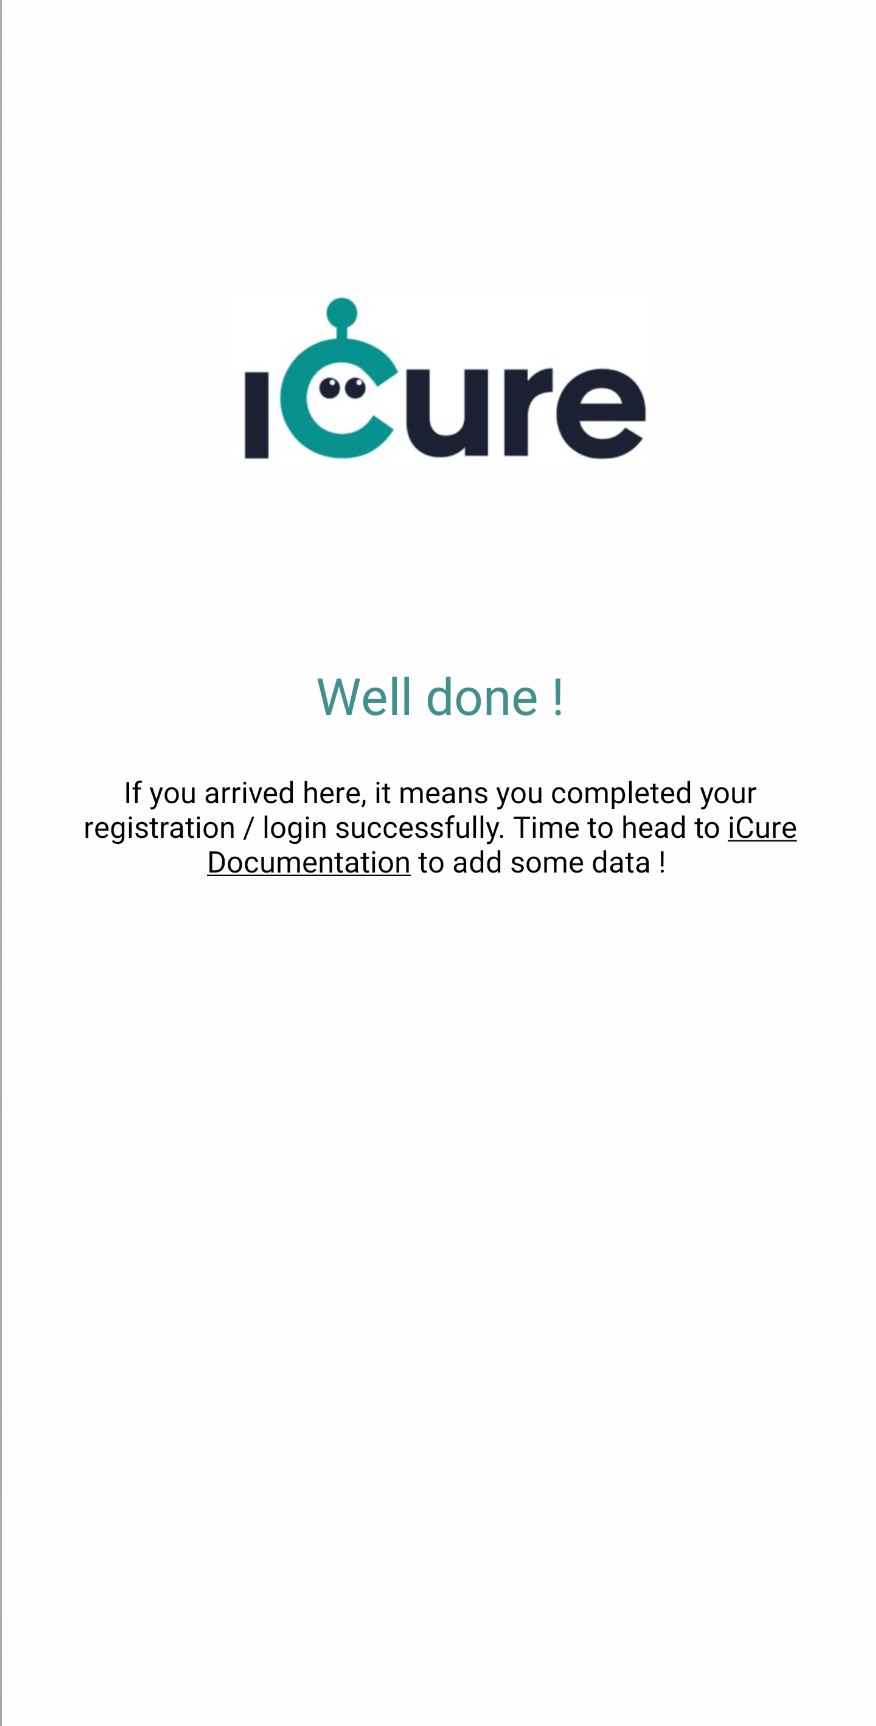 iCure
Well done !
If you arrived here, it means you completed your
registration / login successfully. Time to head to iCure
Documentation to add some data !